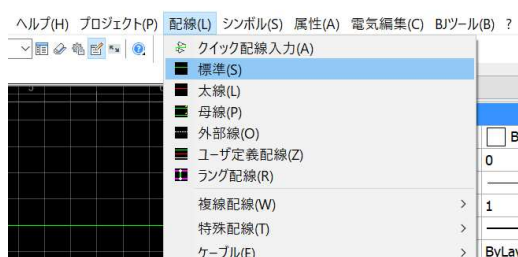 ヘルプ(H) プロジェクト(P) 配線(L) シンボル(S) 属性(A) 電気編集(C) BJツール(B) ?
クイック配線入力(A)
標準(S)
太線(L)
母線(P)
B
外部線(O)
0
ユーザ定義配線(Z)
ラング配線(R)
複線配線(W) >
1
特殊配線(T) >
ケーブル(F) >
ByLay